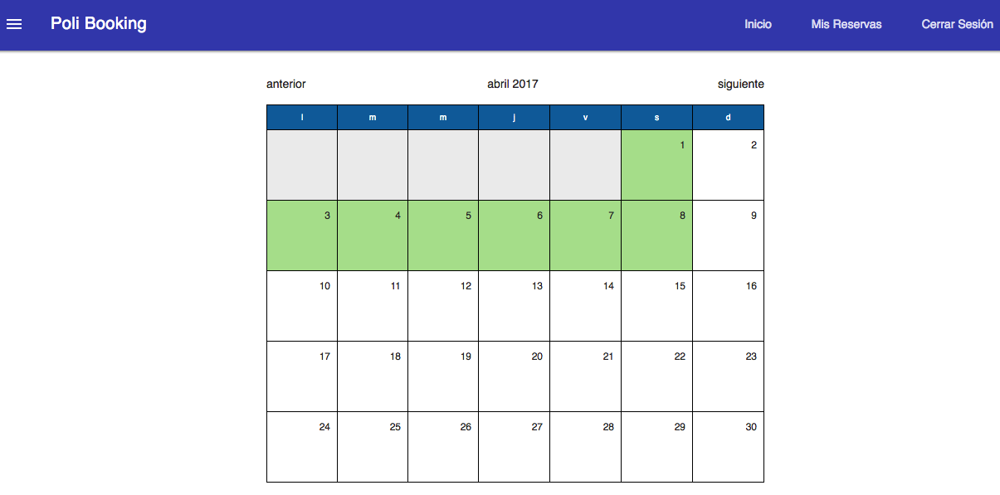 Poli Booking Inicio Mis Reservas Cerrar Sesión
anterior abril 2017 siguiente
l m m j v s d
1 2
3 4 5 6 7 8 9
10 11 12 13 14 15 16
17 18 19 20 21 22 23
24 25 26 27 28 29 30